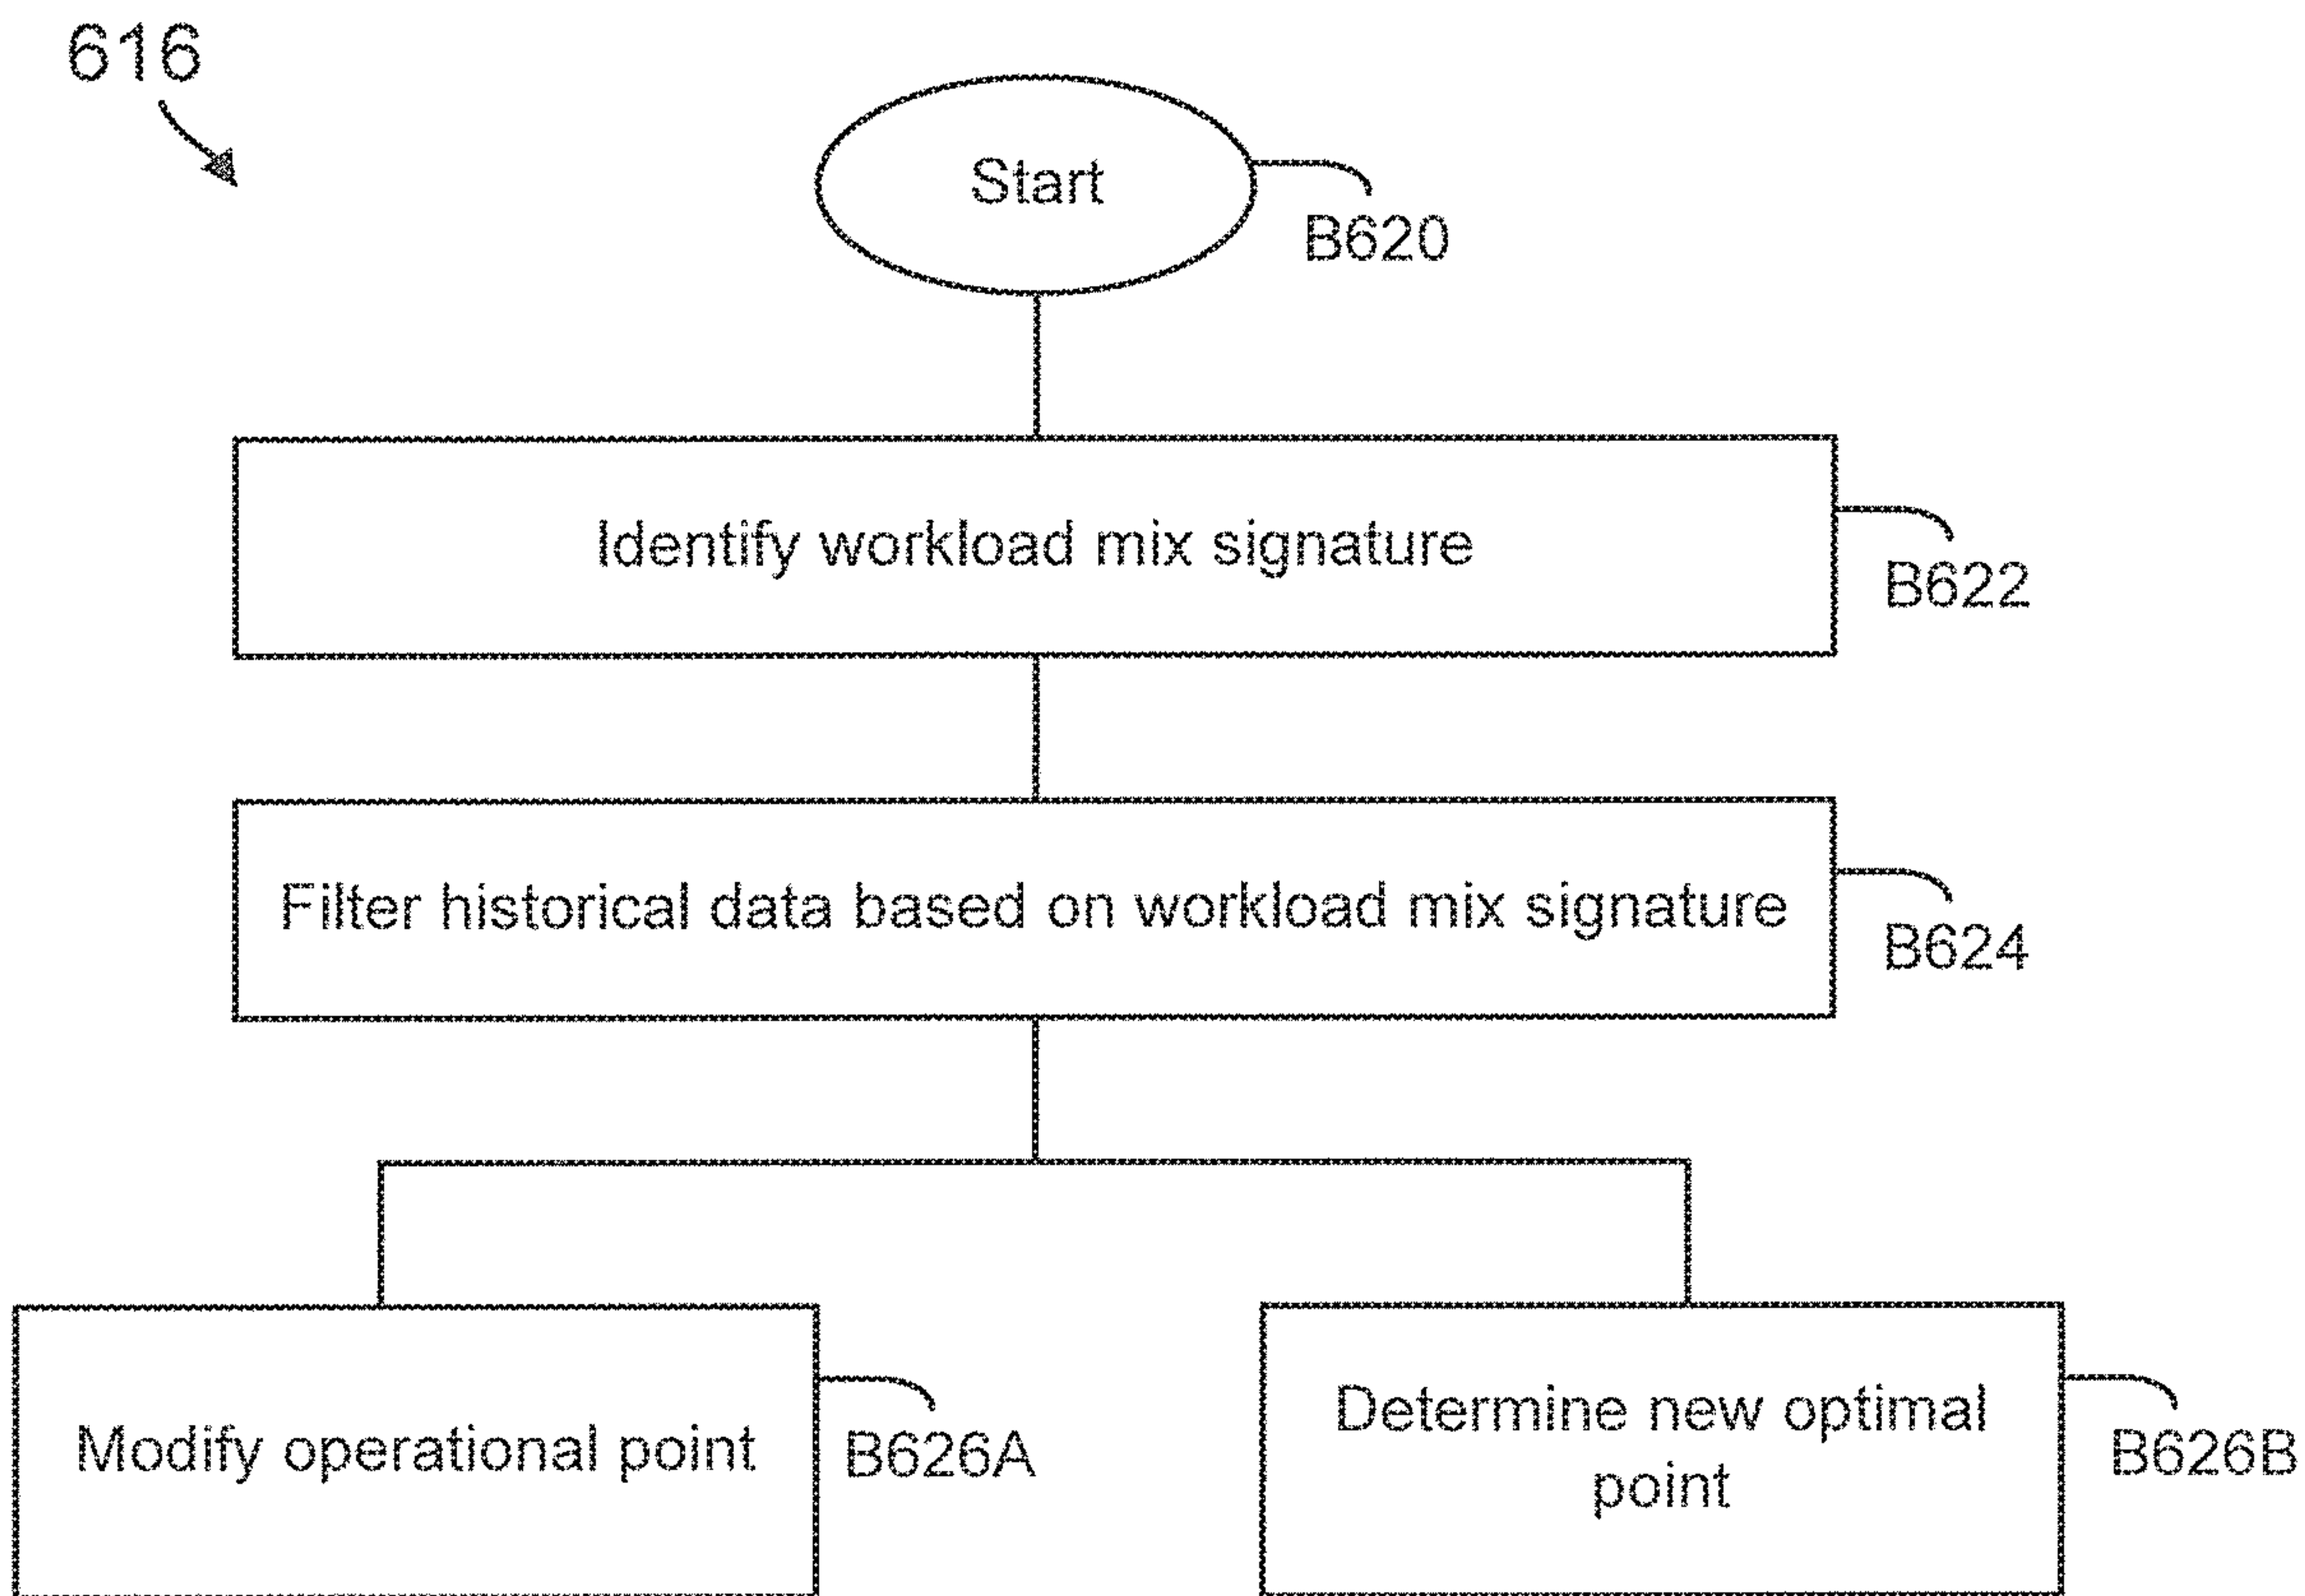 616
Start
B620
Identify workload mix signature
B622
Filter historical data based on workload mix signature
B624
Modify operational point
B626A
Determine new optimal
point
B626B